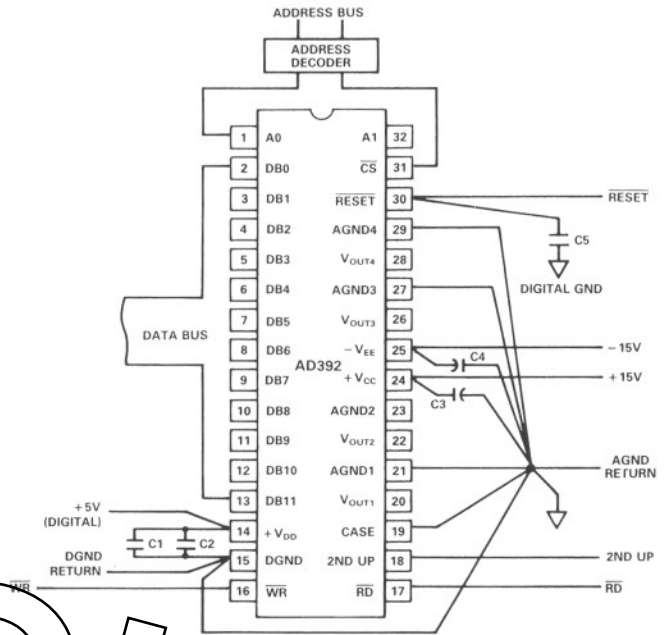 ADDRESS BUS
ADDRESS
DECODER
1 A0
2 DB0
3 DB1
4 DB2
5 DB3
6 DB4
7 DB5
8 DB6
9 DB7
10 DB8
11 DB9
12 DB10
13 DB11
14 +VDD
15 DGND
16 WR
AD392
A1 32
CS 31
RESET 30
AGND4 29
VOUT4 28
AGND3 27
VOUT3 26
-VEE 25
+VCC 24
AGND2 23
VOUT2 22
AGND1 21
VOUT1 20
CASE 19
2ND UP 18
RD 17
DATA BUS
+5V
(DIGITAL)
C1 C2
DGND
RETURN
WR
RESET
C5
DIGITAL GND
C4
-15V
+15V
C3
AGND
RETURN
2ND UP
RD